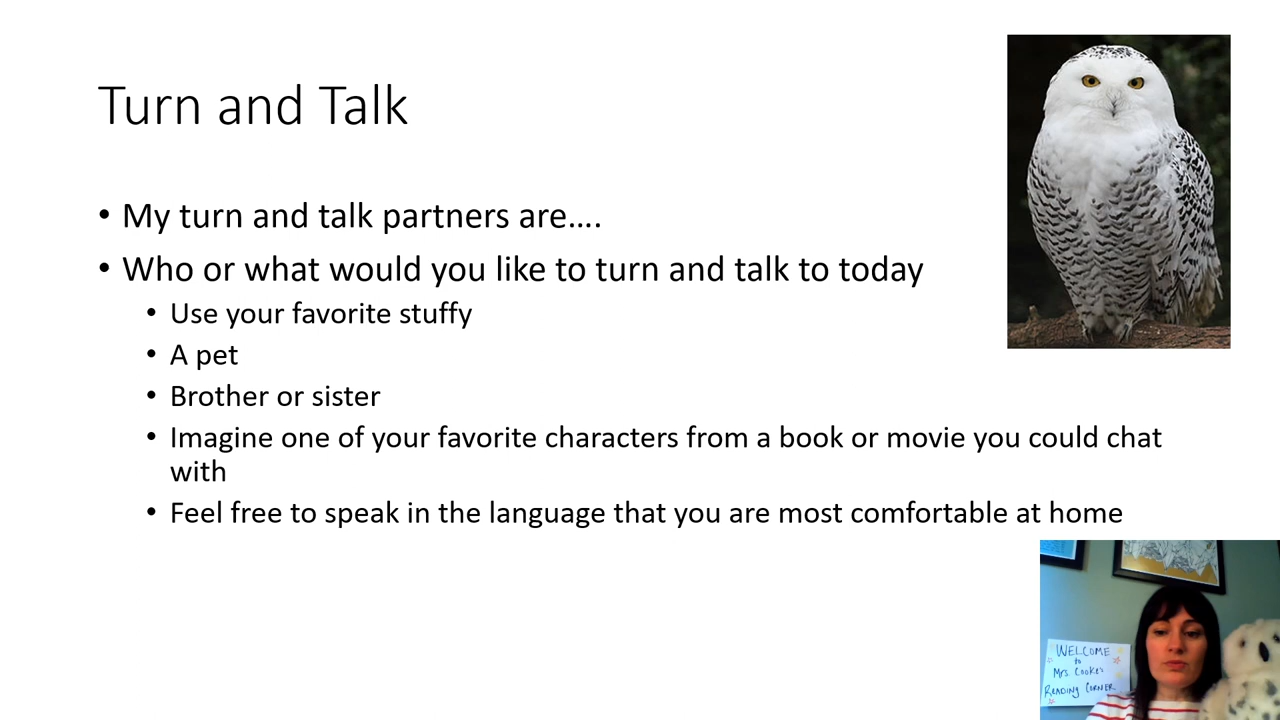 Turn and Talk
• My turn and talk partners are….
• Who or what would you like to turn and talk to today
• Use your favorite stuffy
• A pet
• Brother or sister
• Imagine one of your favorite characters from a book or movie you could chat
with
• Feel free to speak in the language that you are most comfortable at home
WELCOME
to
Mrs. Cooke's
READING CORNER